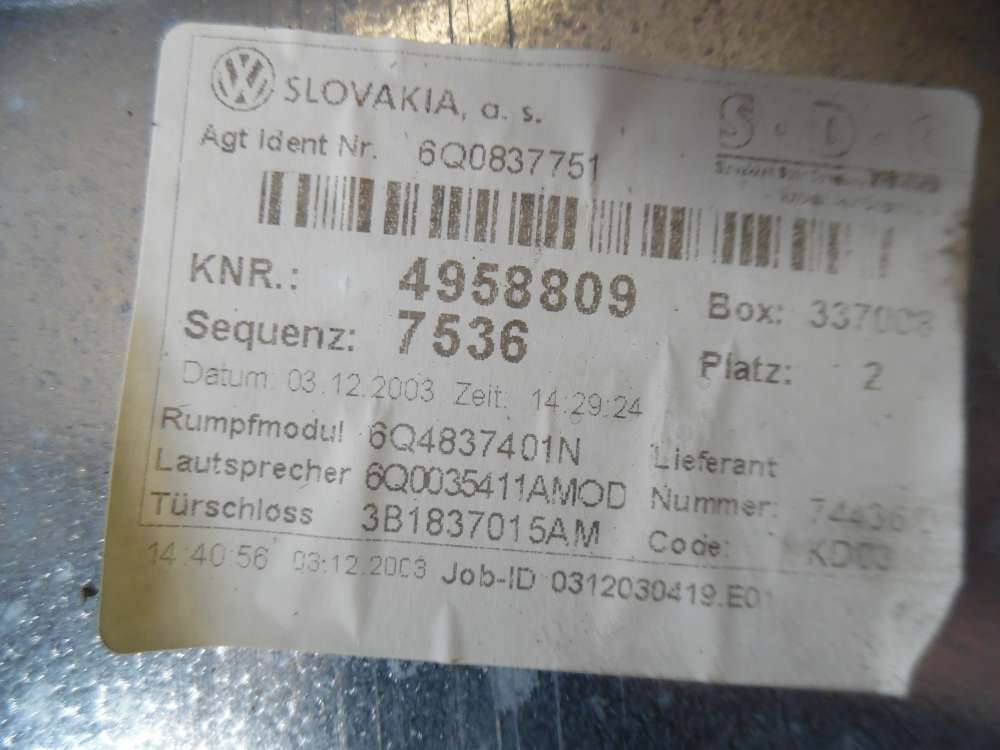 VW SLOVAKIA, a. s.
S.D.
Agt Ident Nr. 6Q0837751
KNR.: 4958809 Box: 337003
Sequenz: 7536 Platz: 2
Datum: 03.12.2003 Zeit: 14:29:24
Rumpfmodul 6Q4837401N Lieferant
Lautsprecher 6Q0035411AMOD Nummer:
Türschloss 3B1837015AM Code: KD03
14:40:56 03.12.2003 Job-ID 0312030419.E01